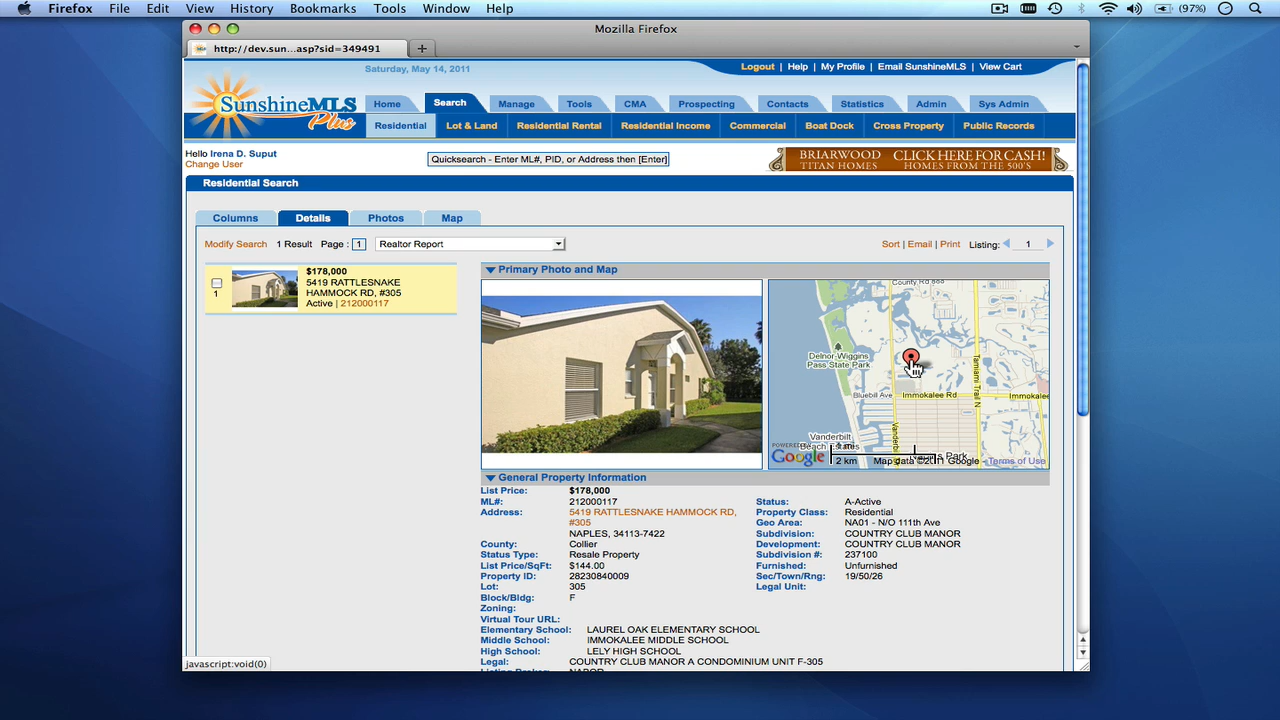 Firefox File Edit View History Bookmarks Tools Window Help (97%)
Mozilla Firefox
http://dev.sun...asp?sid=349491
Saturday, May 14, 2011
Logout | Help | My Profile | Email SunshineMLS | View Cart
SunshineMLS Plus
Home Search Manage Tools CMA Prospecting Contacts Statistics Admin Sys Admin
Residential Lot & Land Residential Rental Residential Income Commercial Boat Dock Cross Property Public Records
Hello Irena D. Suput
Change User
Quicksearch - Enter ML#, PID, or Address then [Enter]
BRIARWOOD TITAN HOMES
CLICK HERE FOR CASH!
HOMES FROM THE 500'S
Residential Search
Columns Details Photos Map
Modify Search 1 Result Page : 1 Realtor Report Sort | Email | Print Listing: 1
1
$178,000
5419 RATTLESNAKE
HAMMOCK RD, #305
Active | 212000117
Primary Photo and Map
County Rd 888
Delnor-Wiggins
Pass State Park
Tamiami Trail N
Bluebill Ave Immokalee Rd Immokalee
Vanderbilt
Beach Estates
POWERED BY
Google
2 km Map data ©2011 Google - Terms of Use
General Property Information
List Price: $178,000
ML#: 212000117
Address: 5419 RATTLESNAKE HAMMOCK RD,
#305
NAPLES, 34113-7422
County: Collier
Status Type: Resale Property
List Price/SqFt: $144.00
Property ID: 28230840009
Lot: 305
Block/Bldg: F
Zoning:
Virtual Tour URL:
Elementary School: LAUREL OAK ELEMENTARY SCHOOL
Middle School: IMMOKALEE MIDDLE SCHOOL
High School: LELY HIGH SCHOOL
Legal: COUNTRY CLUB MANOR A CONDOMINIUM UNIT F-305
Status: A-Active
Property Class: Residential
Geo Area: NA01 - N/O 111th Ave
Subdivision: COUNTRY CLUB MANOR
Development: COUNTRY CLUB MANOR
Subdivision #: 237100
Furnished: Unfurnished
Sec/Town/Rng: 19/50/26
Legal Unit:
javascript:void(0)